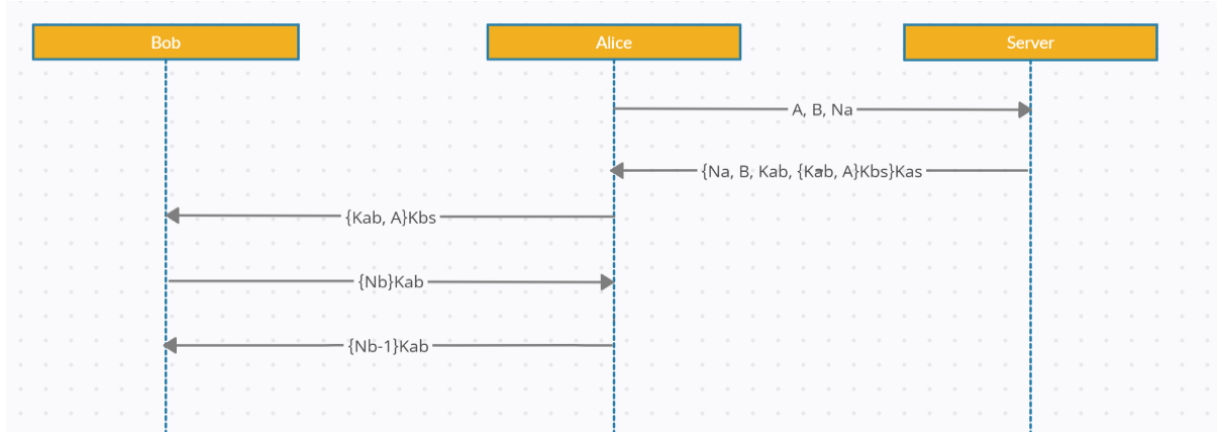 Bob
Alice
Server
A, B, Na
{Na, B, Kab, {Kab, A}Kbs}Kas
{Kab, A}Kbs
{Nb}Kab
{Nb-1}Kab